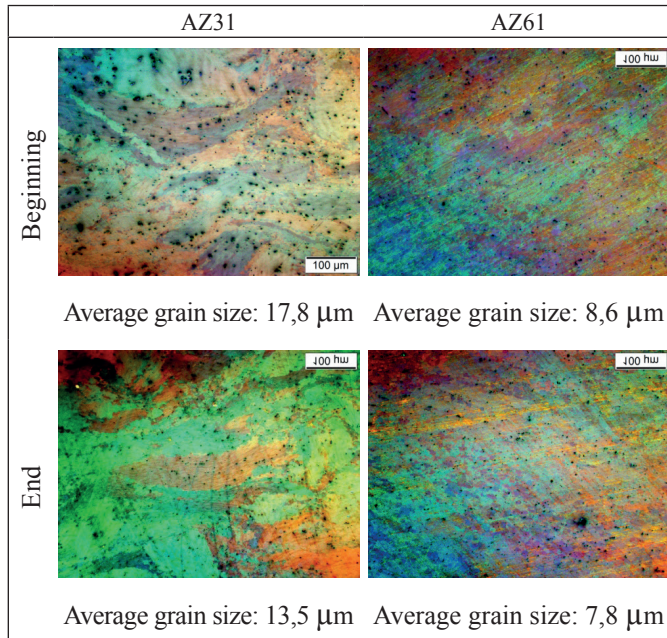 AZ31 AZ61
Beginning
100 µm
100 µm
Average grain size: 17,8 µm Average grain size: 8,6 µm
End
100 µm
100 µm
Average grain size: 13,5 µm Average grain size: 7,8 µm